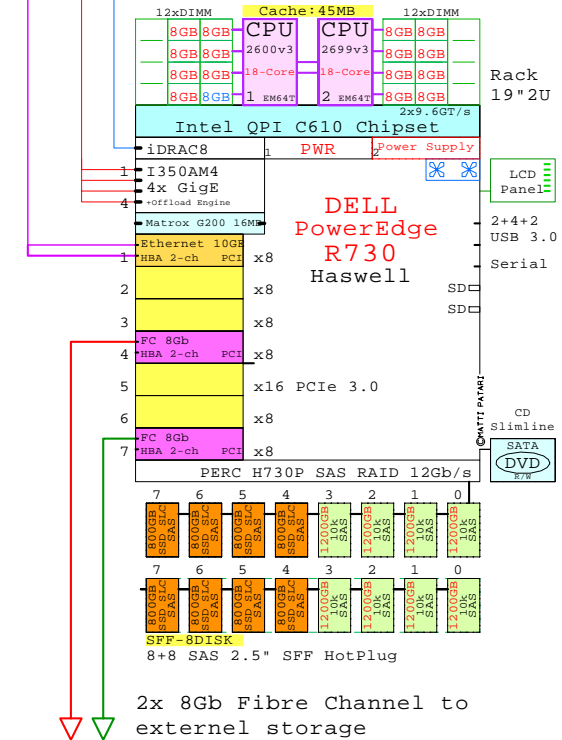 12xDIMM Cache:45MB 12xDIMM
8GB 8GB CPU CPU 8GB 8GB
8GB 8GB 2600v3 2699v3 8GB 8GB
8GB 8GB 18-Core 18-Core 8GB 8GB
8GB 8GB 1 EM64T 2 EM64T 8GB 8GB
Rack
19"2U
2x9.6GT/s
Intel QPI C610 Chipset
iDRAC8 1 PWR 2 Power Supply
1 I350AM4
4x GigE
4 +Offload Engine
LCD
Panel
Matrox G200 16MB
DELL
PowerEdge
R730
Haswell
2+4+2
USB 3.0
Serial
SD
SD
Ethernet 10GE
1 HBA 2-ch PCI x8
2 x8
3 x8
FC 8Gb
4 HBA 2-ch PCI x8
5 x16 PCIe 3.0
6 x8
FC 8Gb
7 HBA 2-ch PCI x8
©MATTI PATARI
CD
Slimline
SATA
DVD
R/W
PERC H730P SAS RAID 12Gb/s
7 6 5 4 3 2 1 0
800GB SSD SLC SAS 800GB SSD SLC SAS 800GB SSD SLC SAS 800GB SSD SLC SAS 1200GB 10k SAS 1200GB 10k SAS 1200GB 10k SAS 1200GB 10k SAS
7 6 5 4 3 2 1 0
800GB SSD SLC SAS 800GB SSD SLC SAS 800GB SSD SLC SAS 800GB SSD SLC SAS 1200GB 10k SAS 1200GB 10k SAS 1200GB 10k SAS 1200GB 10k SAS
SFF-8DISK
8+8 SAS 2.5" SFF HotPlug
2x 8Gb Fibre Channel to
externel storage